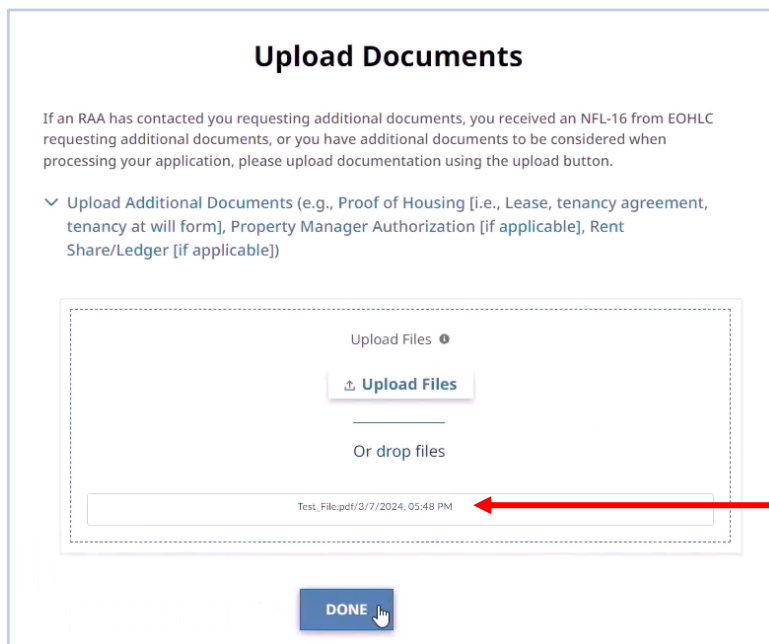 Upload Documents
If an RAA has contacted you requesting additional documents, you received an NFL-16 from EOHLC
requesting additional documents, or you have additional documents to be considered when
processing your application, please upload documentation using the upload button.
Upload Additional Documents (e.g., Proof of Housing [i.e., Lease, tenancy agreement,
tenancy at will form], Property Manager Authorization [if applicable], Rent
Share/Ledger [if applicable])
Upload Files
Upload Files
Or drop files
Test_File.pdf/3/7/2024, 05:48 PM
DONE